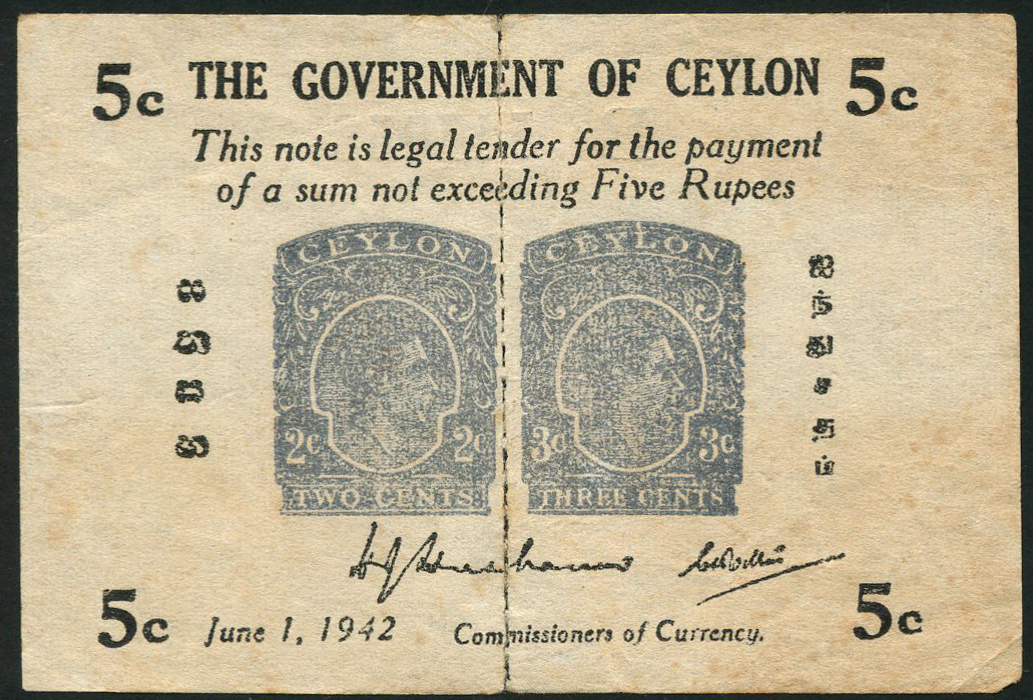 5c THE GOVERNMENT OF CEYLON 5c
This note is legal tender for the payment
of a sum not exceeding Five Rupees
CEYLON
2c 2c
TWO CENTS
CEYLON
3c 3c
THREE CENTS
ஐந்து சதம்
5c June 1, 1942 Commissioners of Currency. 5c